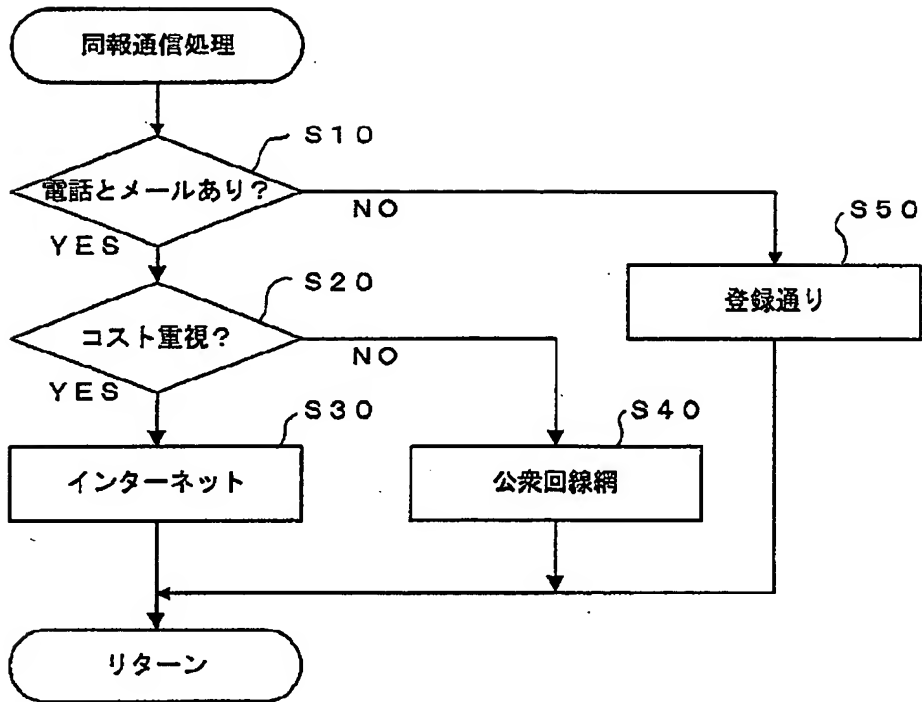 同報通信処理
S10
電話とメールあり?
NO
YES
S50
登録通り
S20
コスト重視?
NO
YES
S30
インターネット
S40
公衆回線網
リターン